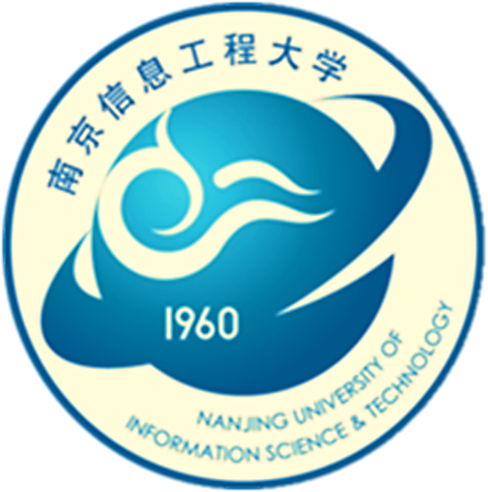 南京信息工程大学
1960
NANJING UNIVERSITY OF
INFORMATION SCIENCE & TECHNOLOGY